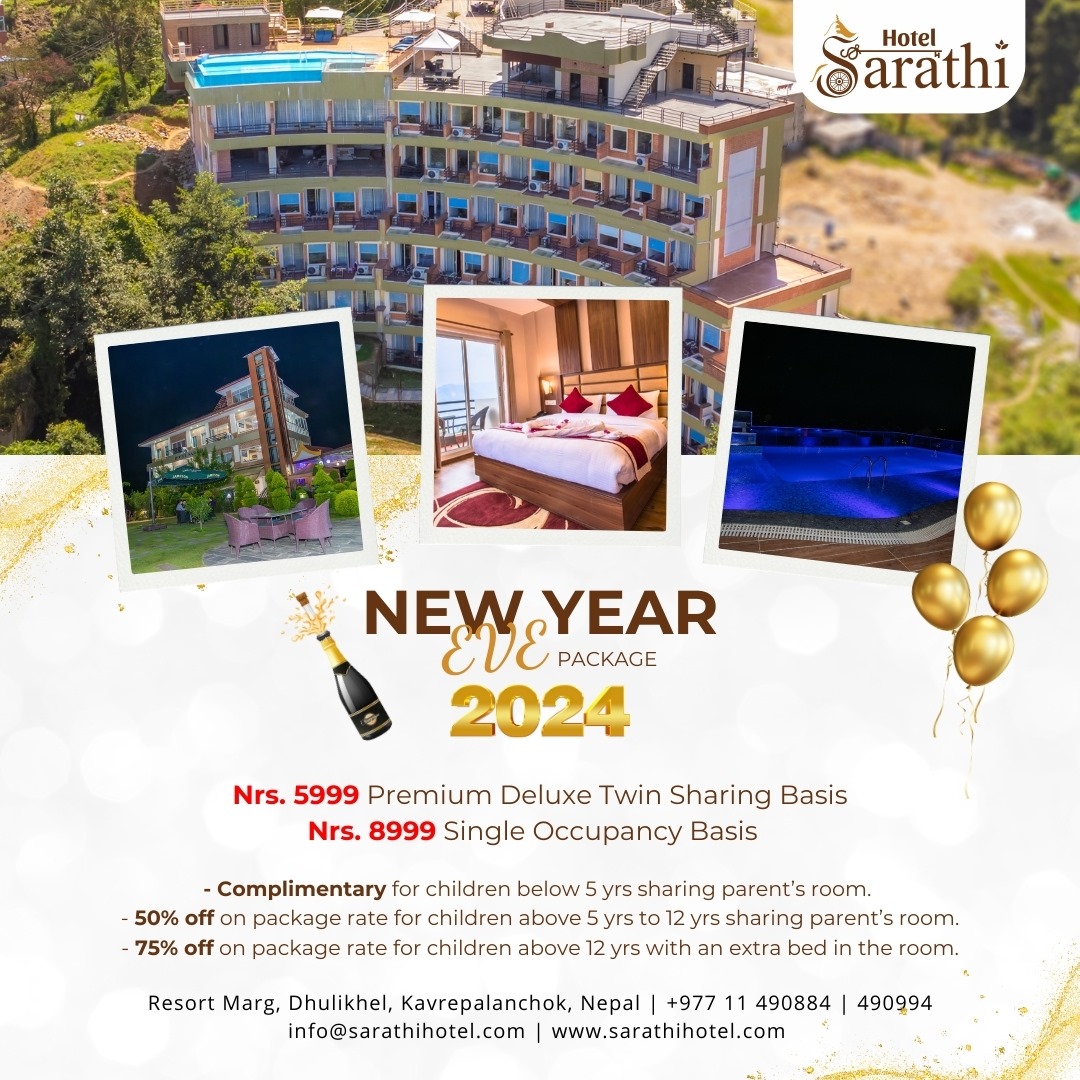 Hotel
Sarathi
NEW YEAR
EVE PACKAGE
2024
Nrs. 5999 Premium Deluxe Twin Sharing Basis
Nrs. 8999 Single Occupancy Basis
- Complimentary for children below 5 yrs sharing parent’s room.
- 50% off on package rate for children above 5 yrs to 12 yrs sharing parent’s room.
- 75% off on package rate for children above 12 yrs with an extra bed in the room.
Resort Marg, Dhulikhel, Kavrepalanchok, Nepal | +977 11 490884 | 490994
info@sarathihotel.com | www.sarathihotel.com